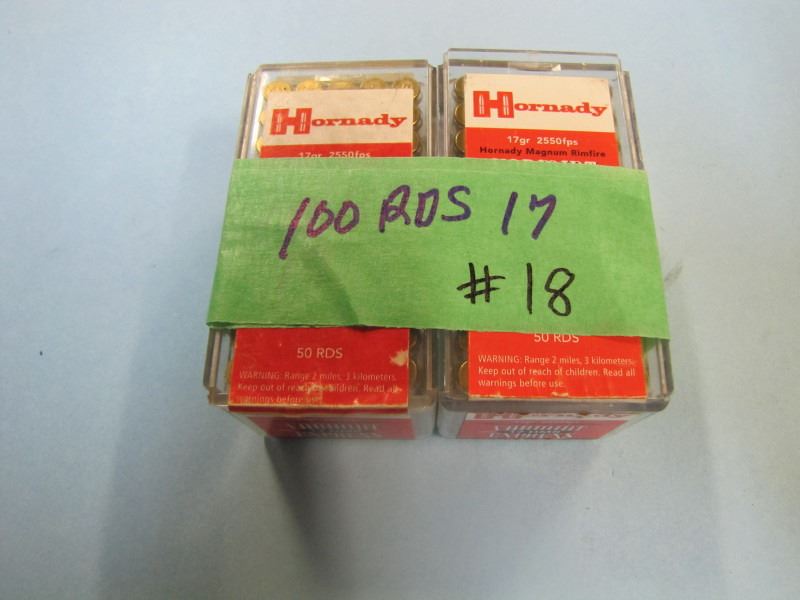 Hornady
17gr 2550fps
Hornady
17gr 2550fps
Hornady Magnum Rimfire
100 RDS 17
#18
50 RDS
WARNING: Range 2 miles, 3 kilometers.
Keep out of reach of children. Read all
warnings before use.
50 RDS
WARNING: Range 2 miles, 3 kilometers.
Keep out of reach of children. Read all
warnings before use.
Hornady